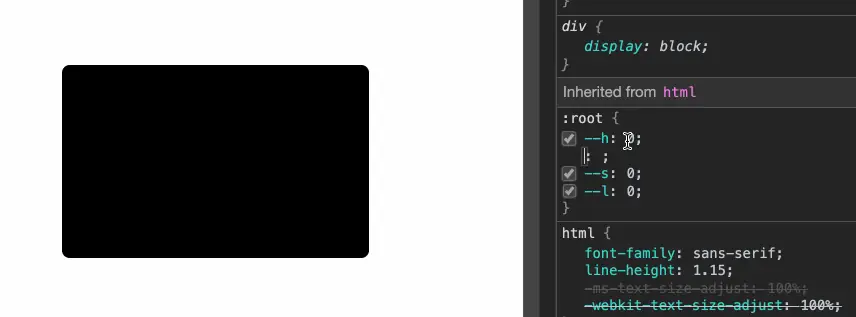 }
div {
display: block;
}
Inherited from html
:root {
--h: 0;
: ;
--s: 0;
--l: 0;
}
html {
font-family: sans-serif;
line-height: 1.15;
-ms-text-size-adjust: 100%;
-webkit-text-size-adjust: 100%;